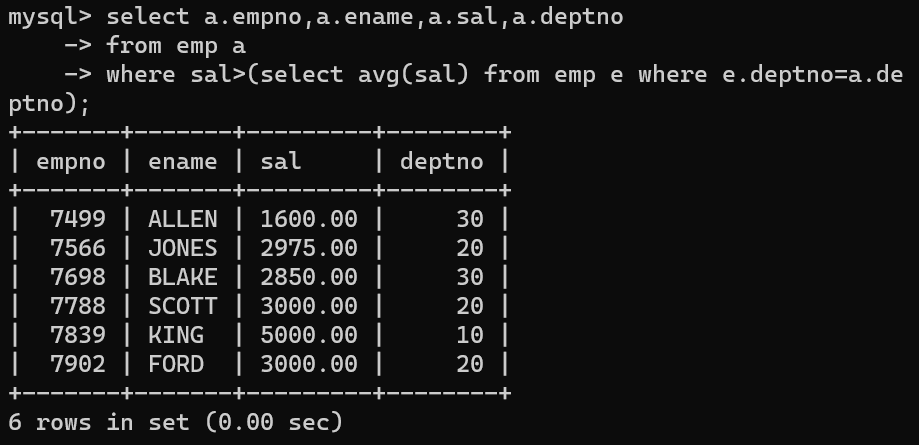 mysql> select a.empno,a.ename,a.sal,a.deptno
    -> from emp a
    -> where sal>(select avg(sal) from emp e where e.deptno=a.de
ptno);
+-------+-------+---------+--------+
| empno | ename | sal     | deptno |
+-------+-------+---------+--------+
|  7499 | ALLEN | 1600.00 |     30 |
|  7566 | JONES | 2975.00 |     20 |
|  7698 | BLAKE | 2850.00 |     30 |
|  7788 | SCOTT | 3000.00 |     20 |
|  7839 | KING  | 5000.00 |     10 |
|  7902 | FORD  | 3000.00 |     20 |
+-------+-------+---------+--------+
6 rows in set (0.00 sec)